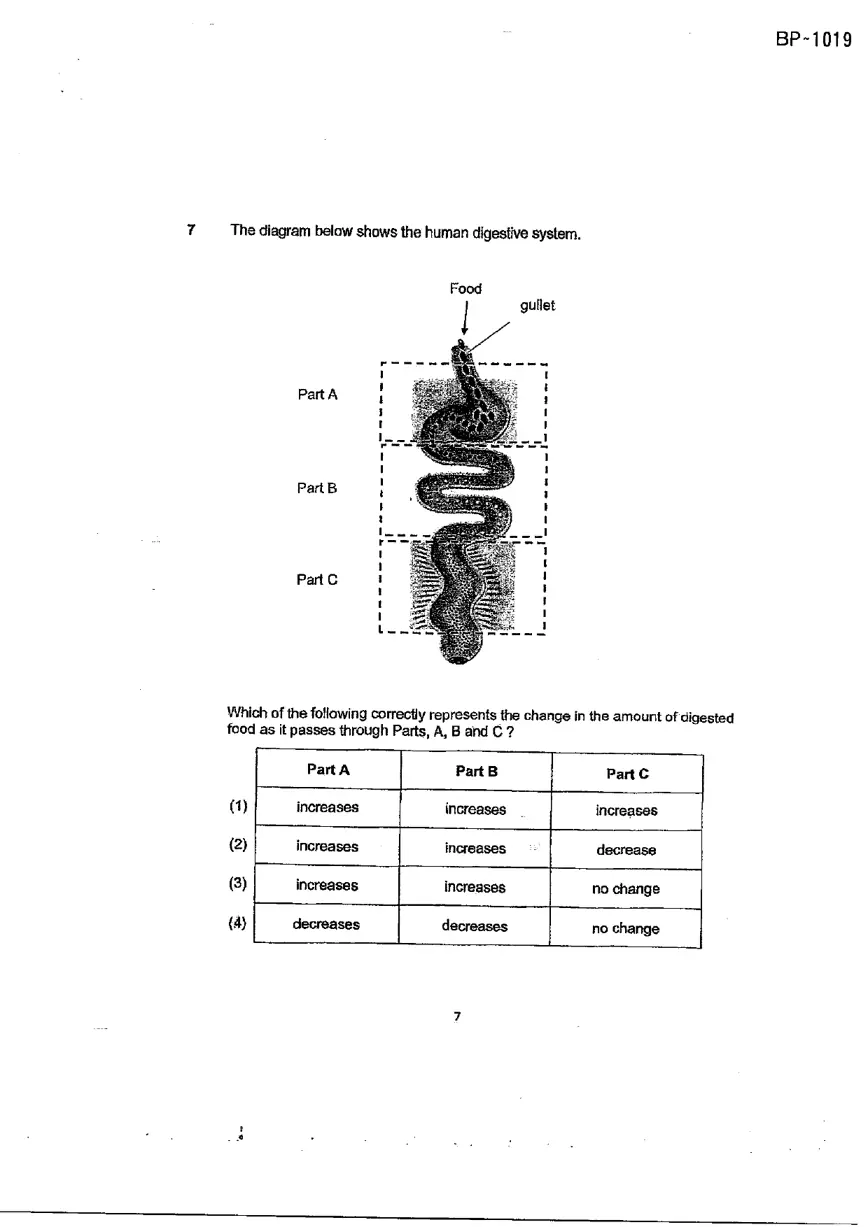 BP-1019
7 The diagram below shows the human digestive system.
Food
gullet
Part A
Part B
Part C
Which of the following correctly represents the change in the amount of digested
food as it passes through Parts, A, B and C ?
Part A Part B Part C
(1) increases increases increases
(2) increases increases decrease
(3) increases increases no change
(4) decreases decreases no change
7